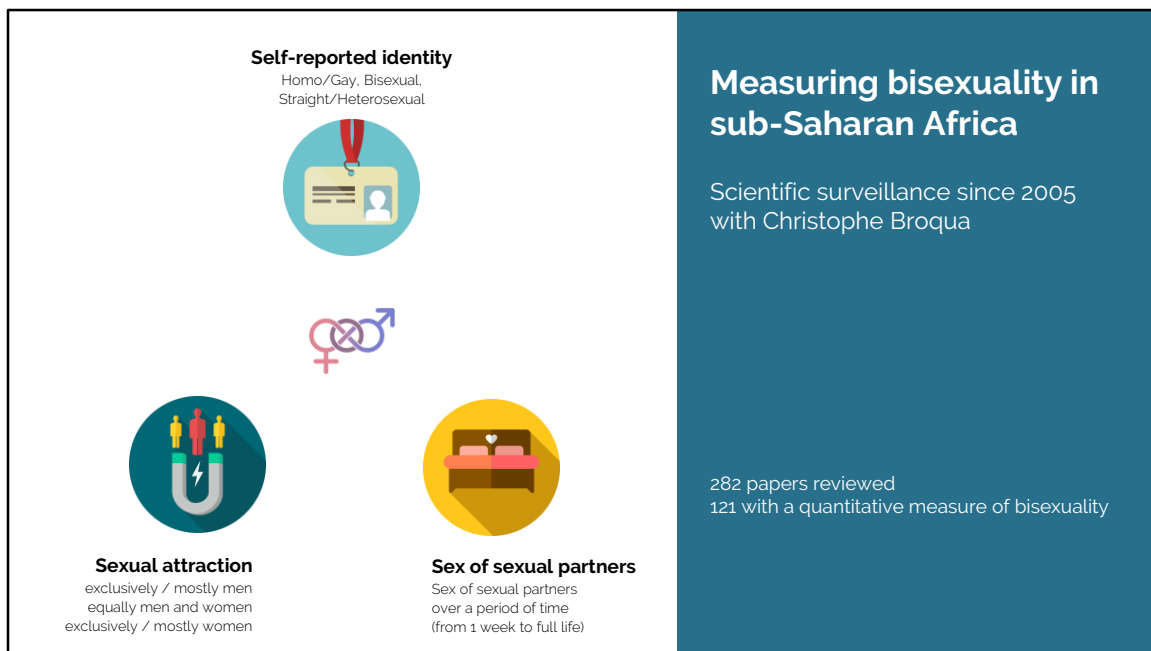 Self-reported identity
Homo/Gay, Bisexual,
Straight/Heterosexual
Sexual attraction
exclusively / mostly men
equally men and women
exclusively / mostly women
Sex of sexual partners
Sex of sexual partners
over a period of time
(from 1 week to full life)
Measuring bisexuality in
sub-Saharan Africa
Scientific surveillance since 2005
with Christophe Broqua
282 papers reviewed
121 with a quantitative measure of bisexuality